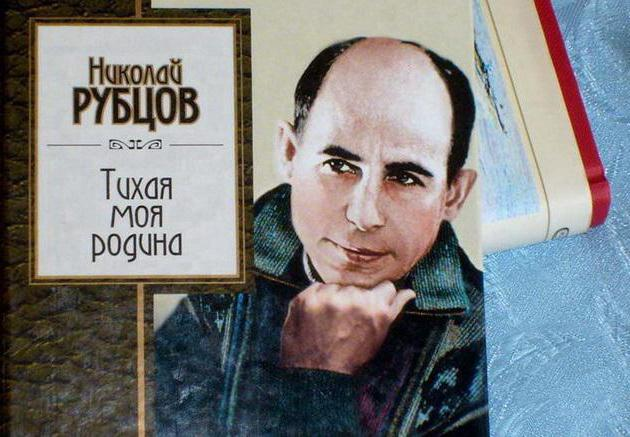 Николай
РУБЦОВ
Тихая
моя
родина